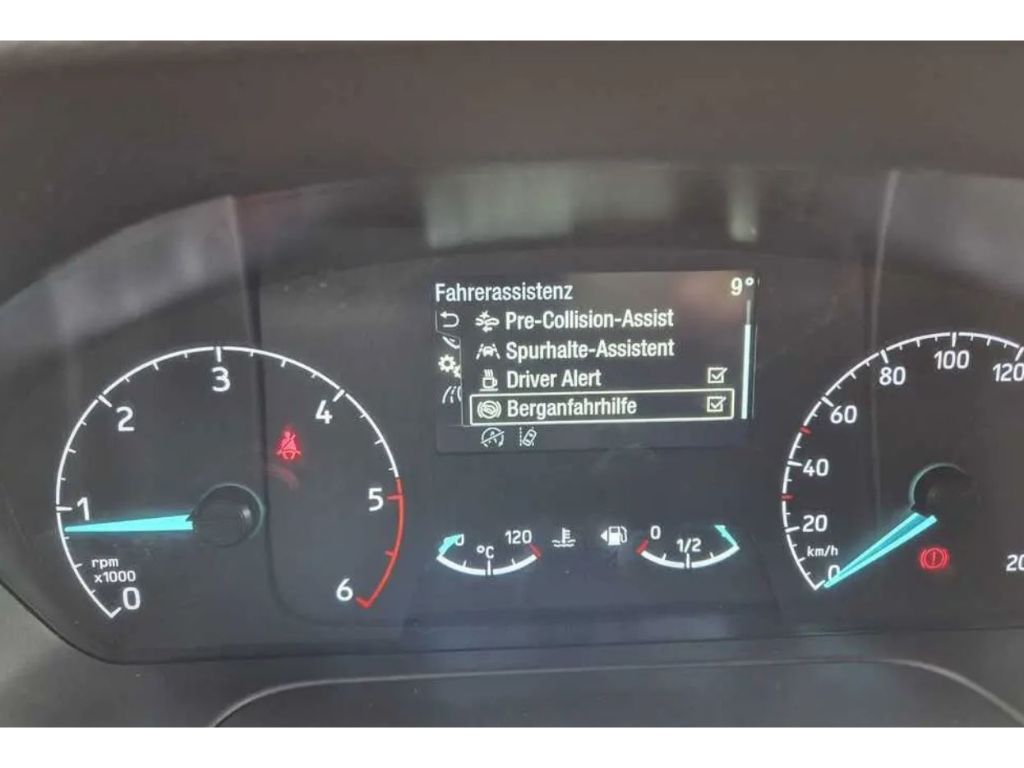 Fahrerassistenz 9°
Pre-Collision-Assist
Spurhalte-Assistent
Driver Alert
Berganfahrhilfe
0
1
2
3
4
5
6
rpm
x1000
120
°C
0
1/2
0
20
40
60
80
100
120
20
km/h